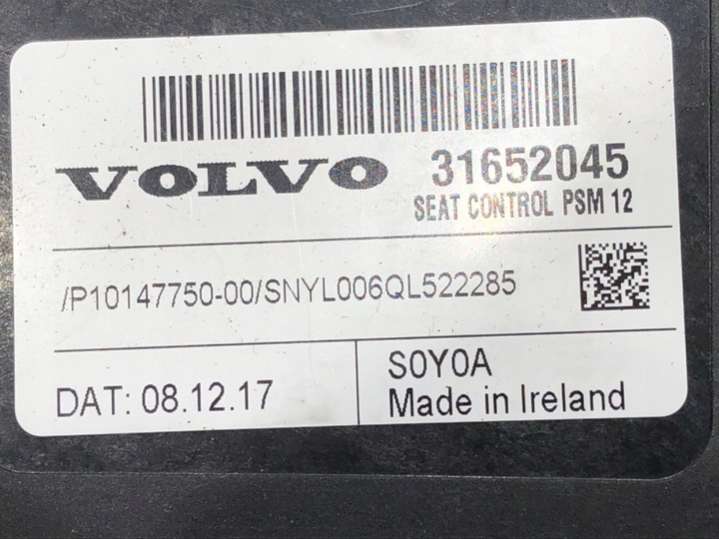 VOLVO 31652045
SEAT CONTROL PSM 12
/P10147750-00/SNYL006QL522285
DAT: 08.12.17
S0Y0A
Made in Ireland